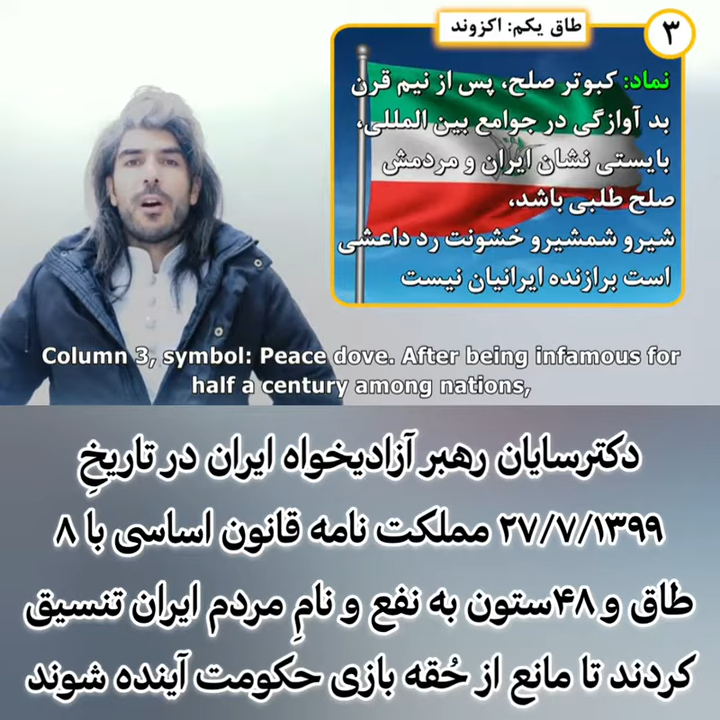 طاق یکم: اکزوند
۳
نماد: کبوتر صلح، پس از نیم قرن
بد آوازگی در جوامع بین المللی،
بایستی نشان ایران و مردمش
صلح طلبی باشد،
شیرو شمشیرو خشونت رد داعشی
است برازنده ایرانیان نیست
Column 3, symbol: Peace dove. After being infamous for
half a century among nations,
دکترسایان رهبر آزادیخواه ایران در تاریخِ
۲۷/۷/۱۳۹۹ مملکت نامه قانون اساسی با ۸
طاق و ۴۸ستون به نفع و نامِ مردم ایران تنسیق
کردند تا مانع از حُقه بازی حکومت آینده شوند